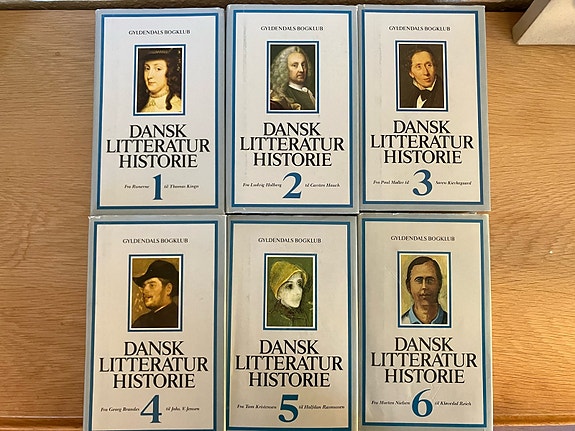 GYLDENDALS BOGKLUB
DANSK
LITTERATUR
HISTORIE
1
Fra Runerne til Thomas Kingo
GYLDENDALS BOGKLUB
DANSK
LITTERATUR
HISTORIE
2
Fra Ludvig Holberg til Carsten Hauch
GYLDENDALS BOGKLUB
DANSK
LITTERATUR
HISTORIE
3
Fra Poul Møller til Søren Kierkegaard
GYLDENDALS BOGKLUB
DANSK
LITTERATUR
HISTORIE
4
Fra Georg Brandes til Johs. V. Jensen
GYLDENDALS BOGKLUB
DANSK
LITTERATUR
HISTORIE
5
Fra Tom Kristensen til Halfdan Rasmussen
GYLDENDALS BOGKLUB
DANSK
LITTERATUR
HISTORIE
6
Fra Morten Nielsen til Kløvedal Reich